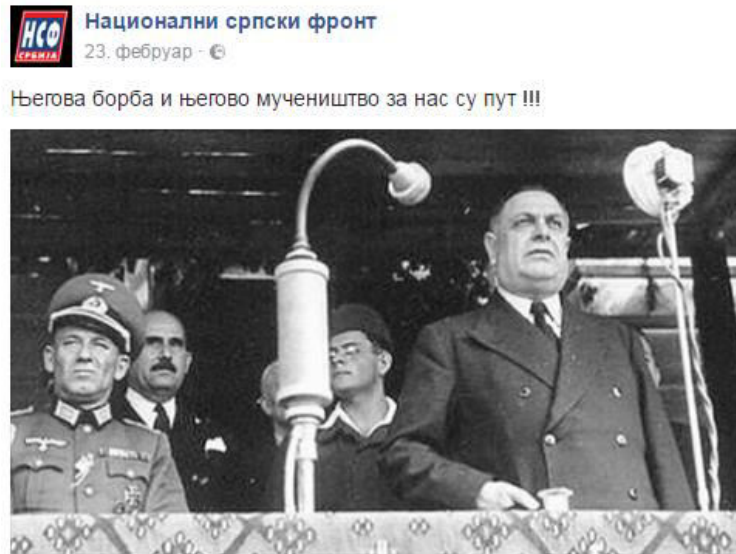 НСФ
СРБИЈА
Национални српски фронт
23. фебруар ·
Његова борба и његово мучеништво за нас су пут !!!